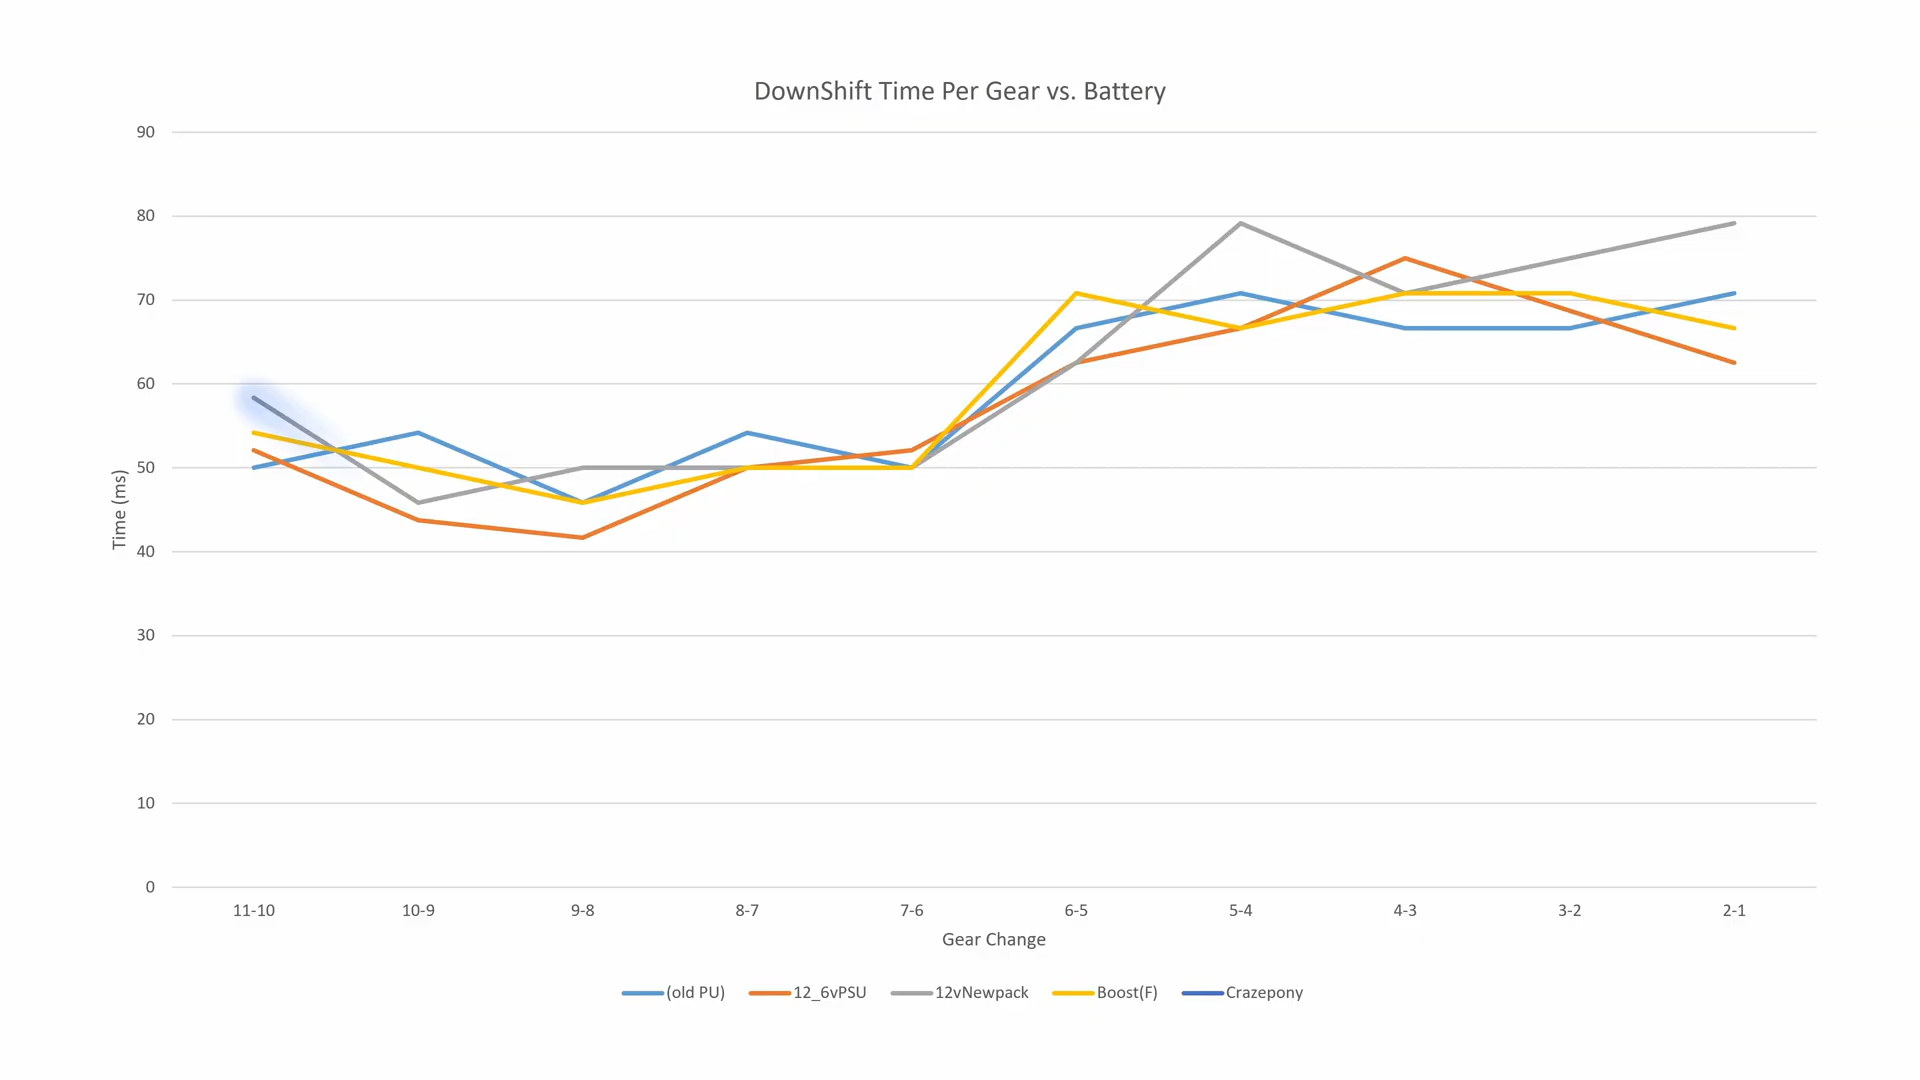 DownShift Time Per Gear vs. Battery
90
80
70
60
50
40
30
20
10
0
Time (ms)
11-10 10-9 9-8 8-7 7-6 6-5 5-4 4-3 3-2 2-1
Gear Change
(old PU) 12_6vPSU 12vNewpack Boost(F) Crazepony